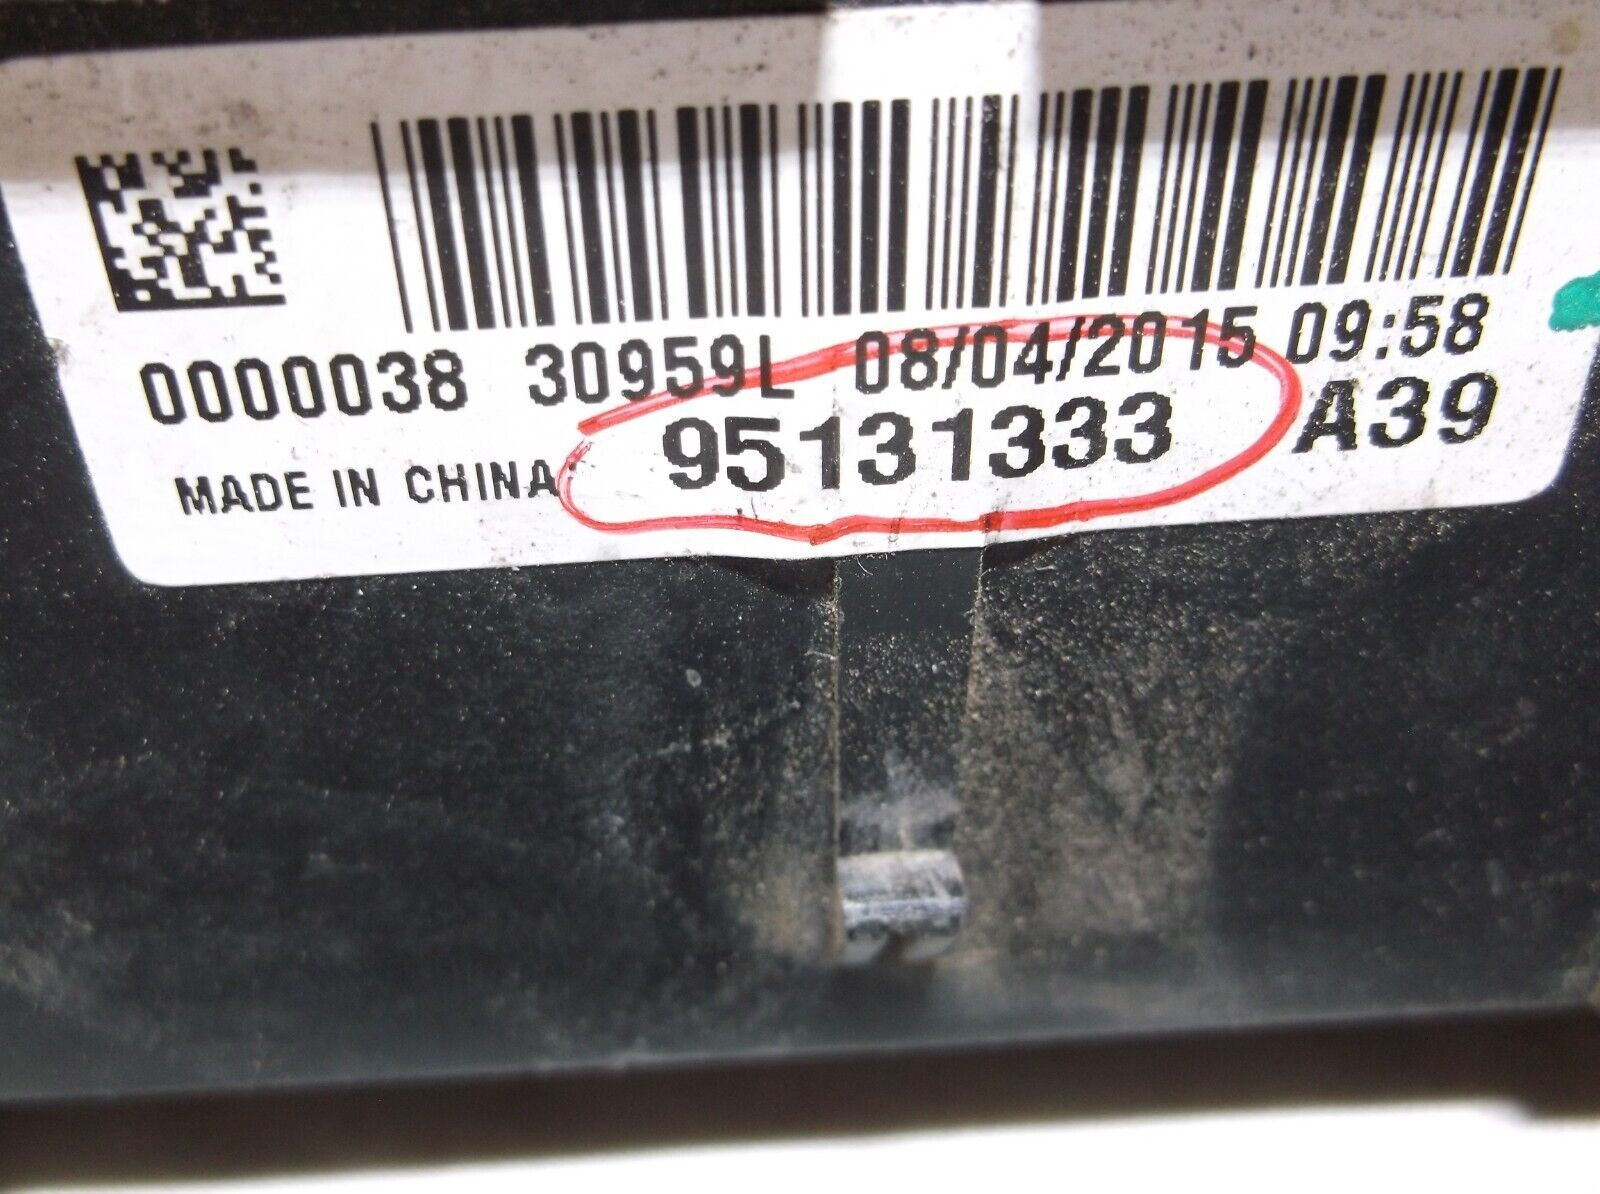 0000038 30959L 08/04/2015 09:58
MADE IN CHINA 95131333 A39